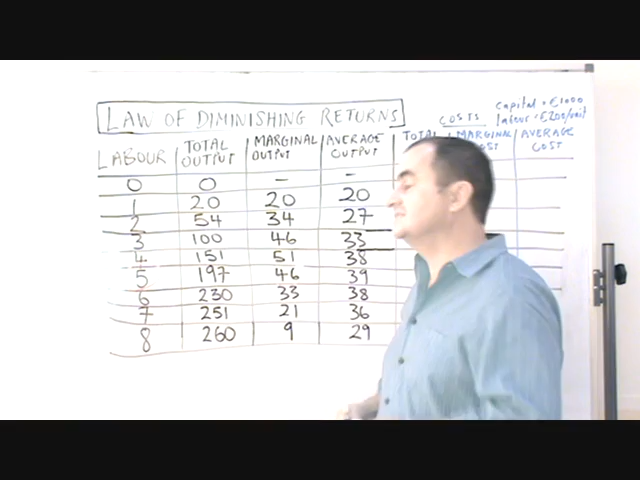 LAW OF DIMINISHING RETURNS
COSTS
capital = £1000
labour = £200/unit
LABOUR TOTAL OUTPUT MARGINAL OUTPUT AVERAGE OUTPUT TOTAL MARGINAL COST AVERAGE COST
0 0 - -
1 20 20 20
2 54 34 27
3 100 46 33
4 151 51 38
5 197 46 39
6 230 33 38
7 251 21 36
8 260 9 29